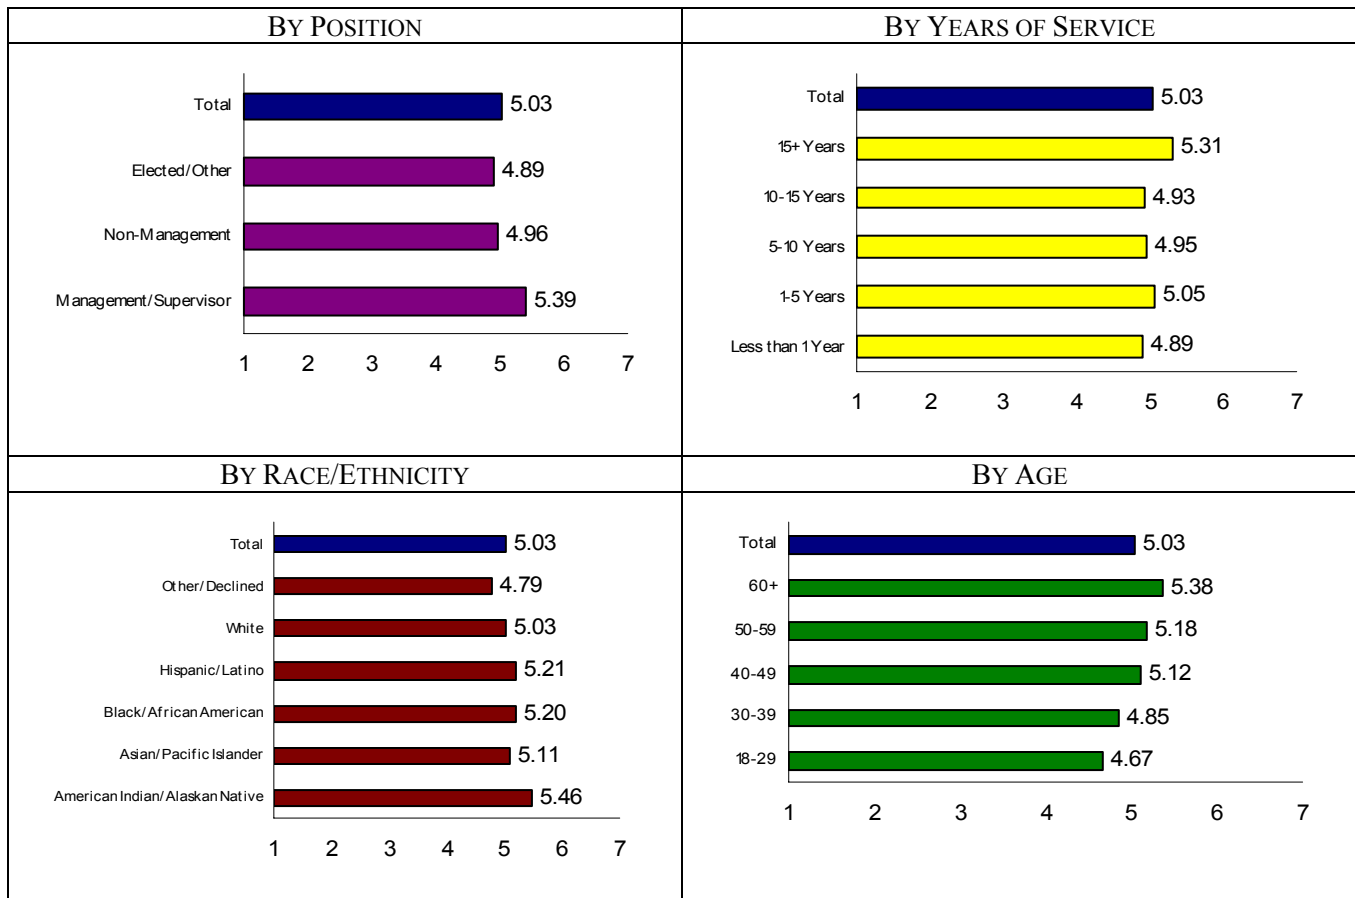 BY POSITION
Total 5.03
Elected/Other 4.89
Non-Management 4.96
Management/Supervisor 5.39
1 2 3 4 5 6 7
BY YEARS OF SERVICE
Total 5.03
15+ Years 5.31
10-15 Years 4.93
5-10 Years 4.95
1-5 Years 5.05
Less than 1 Year 4.89
1 2 3 4 5 6 7
BY RACE/ETHNICITY
Total 5.03
Other/Declined 4.79
White 5.03
Hispanic/Latino 5.21
Black/African American 5.20
Asian/Pacific Islander 5.11
American Indian/Alaskan Native 5.46
1 2 3 4 5 6 7
BY AGE
Total 5.03
60+ 5.38
50-59 5.18
40-49 5.12
30-39 4.85
18-29 4.67
1 2 3 4 5 6 7